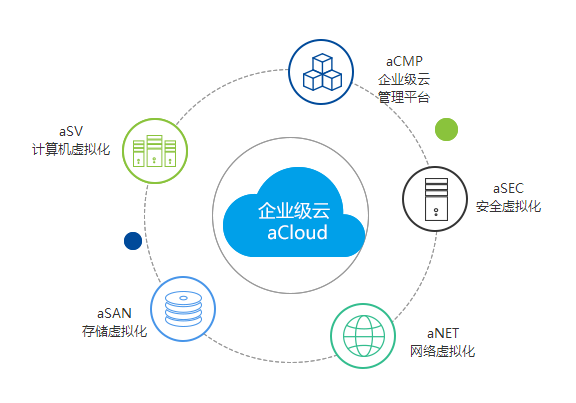 aCMP
企业级云
管理平台
aSV
计算机虚拟化
aSEC
安全虚拟化
企业级云
aCloud
aSAN
存储虚拟化
aNET
网络虚拟化